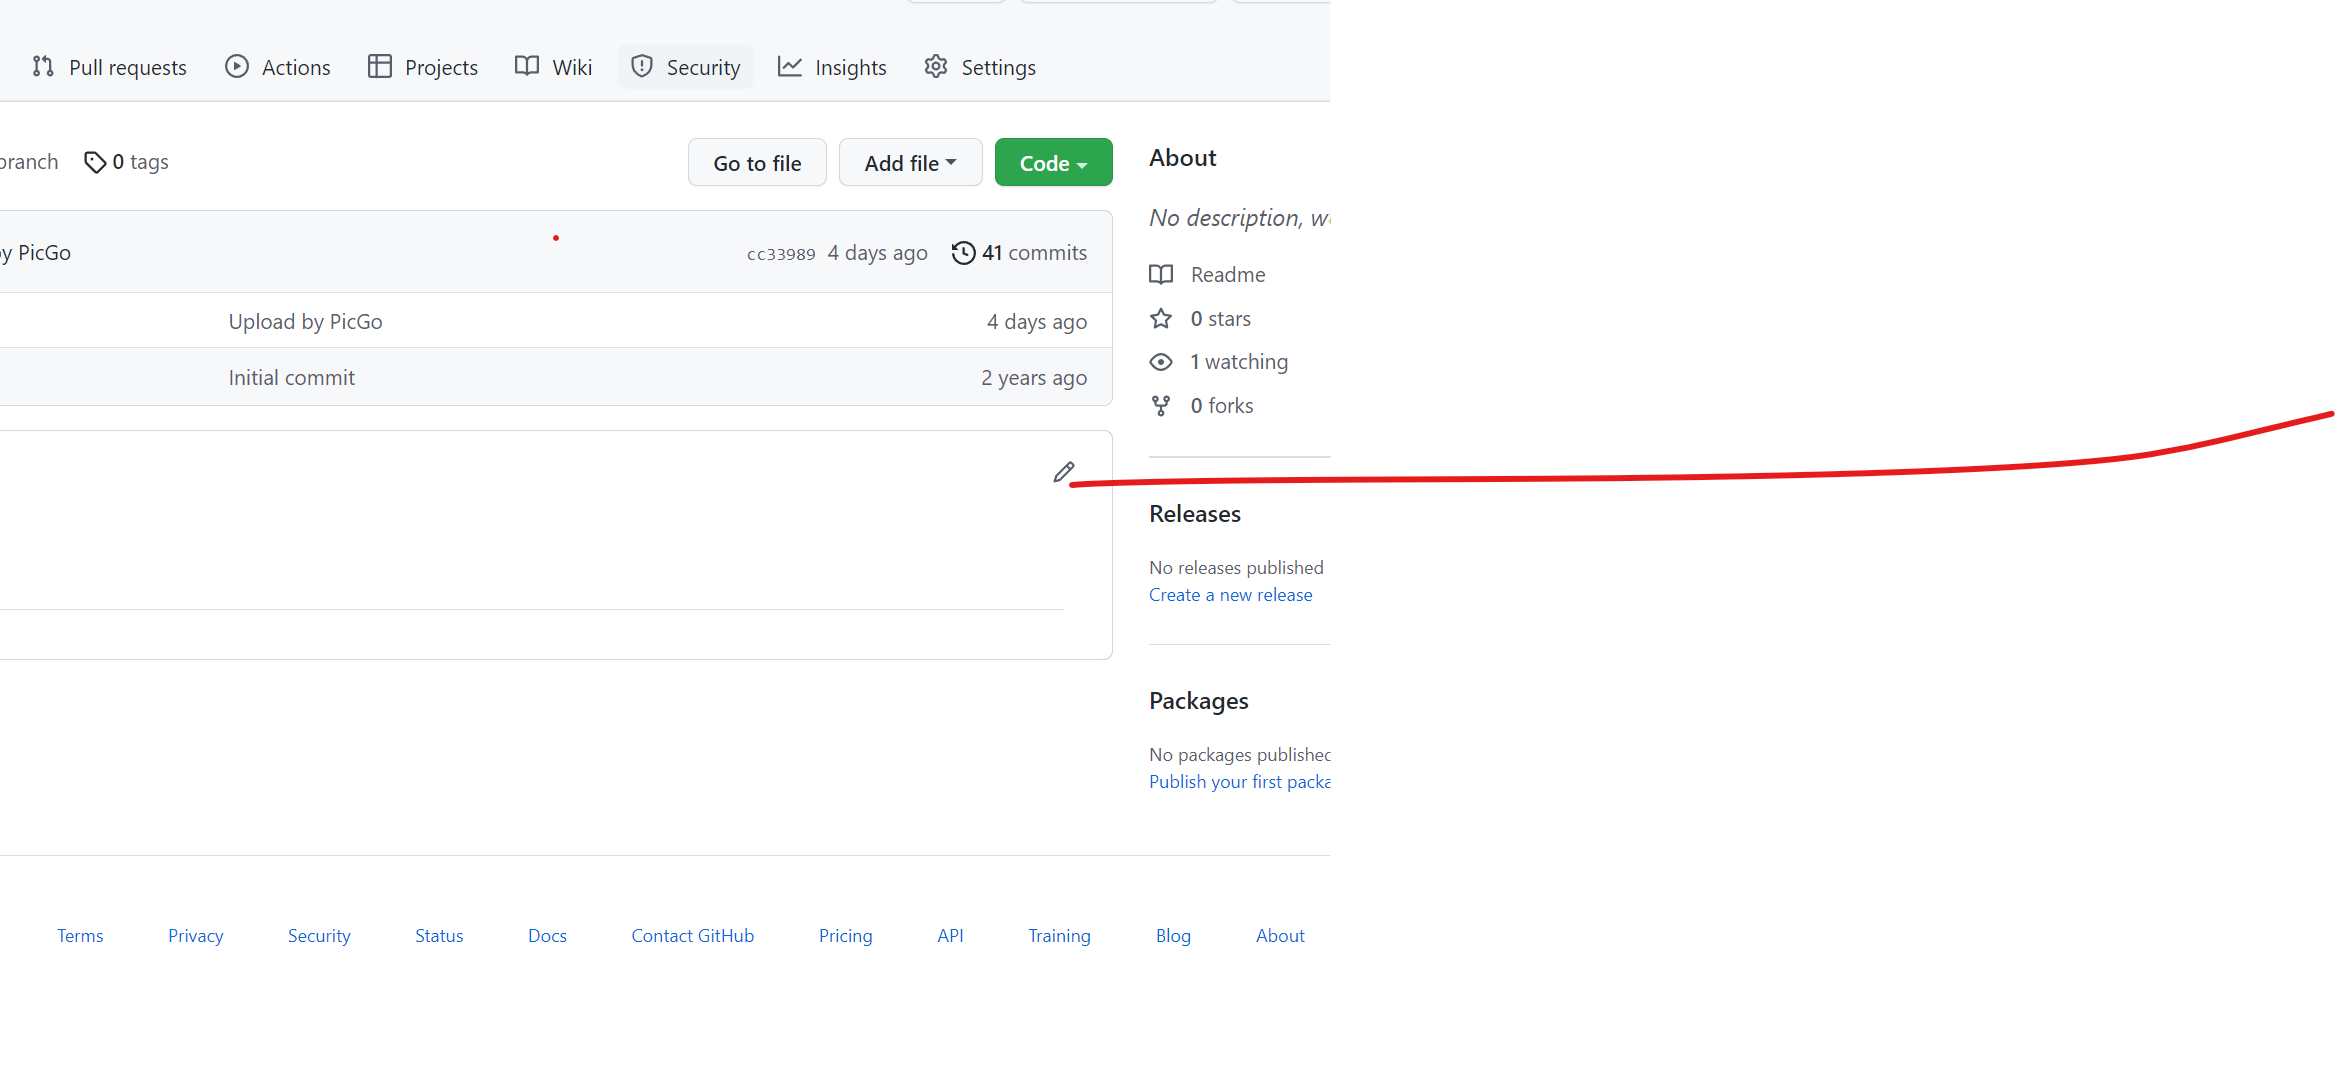 Pull requests Actions Projects Wiki Security Insights Settings
branch 0 tags Go to file Add file Code
About
No description, w
by PicGo cc33989 4 days ago 41 commits
Upload by PicGo 4 days ago
Initial commit 2 years ago
Readme
0 stars
1 watching
0 forks
Releases
No releases published
Create a new release
Packages
No packages published
Publish your first packa
Terms Privacy Security Status Docs Contact GitHub Pricing API Training Blog About